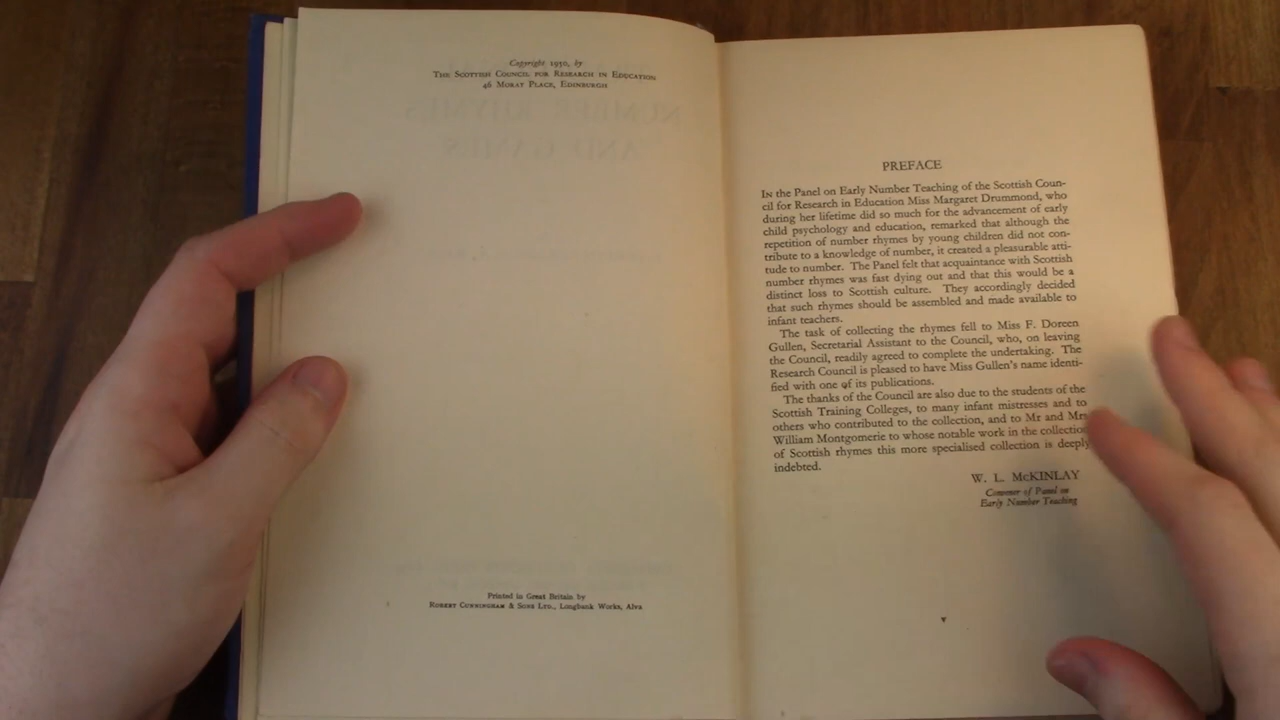 Copyright 1950, by
THE SCOTTISH COUNCIL FOR RESEARCH IN EDUCATION
46 MORAY PLACE, EDINBURGH
Printed in Great Britain by
ROBERT CUNNINGHAM & SONS LTD., Longbank Works, Alva
PREFACE
IN the Panel on Early Number Teaching of the Scottish Coun-
cil for Research in Education Miss Margaret Drummond, who
during her lifetime did so much for the advancement of early
child psychology and education, remarked that although the
repetition of number rhymes by young children did not con-
tribute to a knowledge of number, it created a pleasurable atti-
tude to number. The Panel felt that acquaintance with Scottish
number rhymes was fast dying out and that this would be a
distinct loss to Scottish culture. They accordingly decided
that such rhymes should be assembled and made available to
infant teachers.
The task of collecting the rhymes fell to Miss F. Doreen
Gullen, Secretarial Assistant to the Council, who, on leaving
the Council, readily agreed to complete the undertaking. The
Research Council is pleased to have Miss Gullen's name identi-
fied with one of its publications.
The thanks of the Council are also due to the students of the
Scottish Training Colleges, to many infant mistresses and to
others who contributed to the collection, and to Mr and Mrs
William Montgomerie to whose notable work in the collection
of Scottish rhymes this more specialised collection is deeply
indebted.
W. L. McKINLAY
Convener of Panel on
Early Number Teaching
v